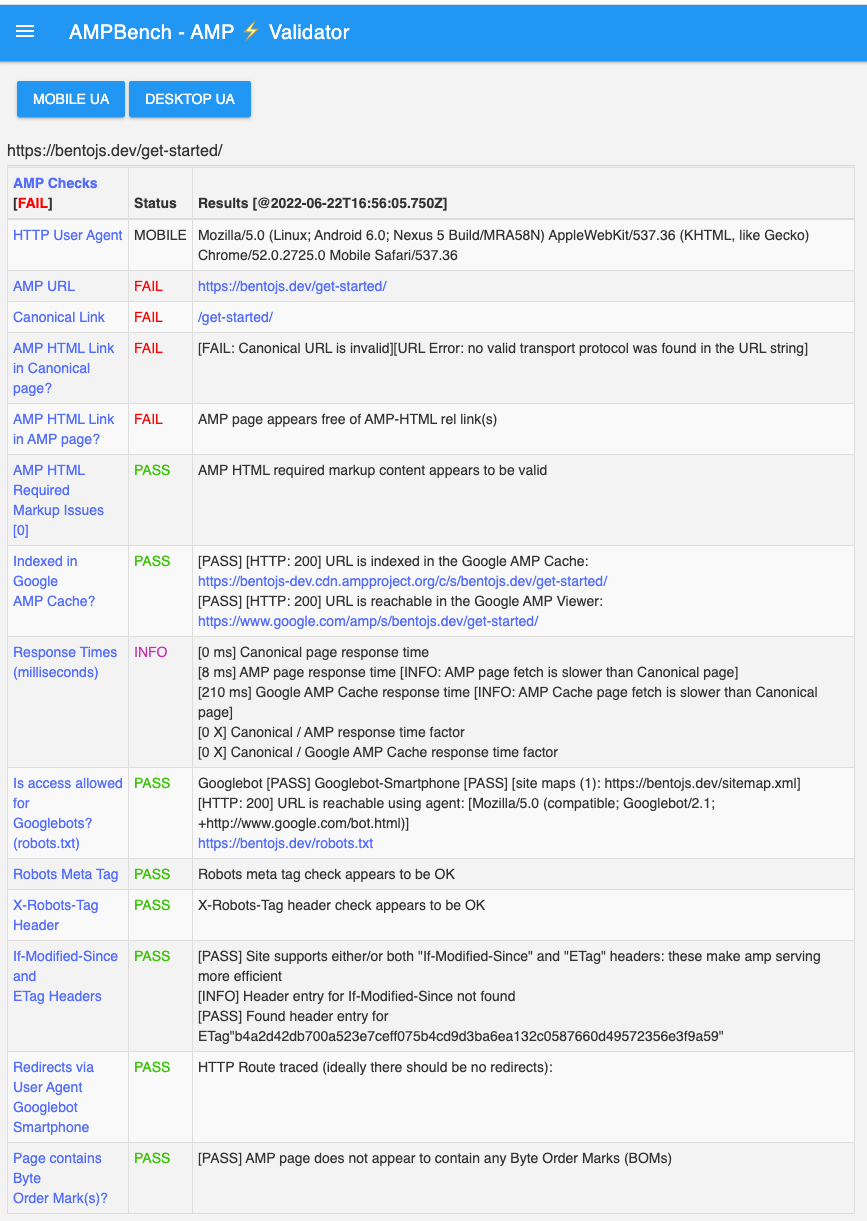 AMPBench - AMP ⚡ Validator
MOBILE UA
DESKTOP UA
https://bentojs.dev/get-started/
AMP Checks
[FAIL]
Status
Results [@2022-06-22T16:56:05.750Z]
HTTP User Agent
MOBILE
Mozilla/5.0 (Linux; Android 6.0; Nexus 5 Build/MRA58N) AppleWebKit/537.36 (KHTML, like Gecko)
Chrome/52.0.2725.0 Mobile Safari/537.36
AMP URL
FAIL
https://bentojs.dev/get-started/
Canonical Link
FAIL
/get-started/
AMP HTML Link
in Canonical
page?
FAIL
[FAIL: Canonical URL is invalid][URL Error: no valid transport protocol was found in the URL string]
AMP HTML Link
in AMP page?
FAIL
AMP page appears free of AMP-HTML rel link(s)
AMP HTML
Required
Markup Issues
[0]
PASS
AMP HTML required markup content appears to be valid
Indexed in
Google
AMP Cache?
PASS
[PASS] [HTTP: 200] URL is indexed in the Google AMP Cache:
https://bentojs-dev.cdn.ampproject.org/c/s/bentojs.dev/get-started/
[PASS] [HTTP: 200] URL is reachable in the Google AMP Viewer:
https://www.google.com/amp/s/bentojs.dev/get-started/
Response Times
(milliseconds)
INFO
[0 ms] Canonical page response time
[8 ms] AMP page response time [INFO: AMP page fetch is slower than Canonical page]
[210 ms] Google AMP Cache response time [INFO: AMP Cache page fetch is slower than Canonical
page]
[0 X] Canonical / AMP response time factor
[0 X] Canonical / Google AMP Cache response time factor
Is access allowed
for
Googlebots?
(robots.txt)
PASS
Googlebot [PASS] Googlebot-Smartphone [PASS] [site maps (1): https://bentojs.dev/sitemap.xml]
[HTTP: 200] URL is reachable using agent: [Mozilla/5.0 (compatible; Googlebot/2.1;
+http://www.google.com/bot.html)]
https://bentojs.dev/robots.txt
Robots Meta Tag
PASS
Robots meta tag check appears to be OK
X-Robots-Tag
Header
PASS
X-Robots-Tag header check appears to be OK
If-Modified-Since
and
ETag Headers
PASS
[PASS] Site supports either/or both "If-Modified-Since" and "ETag" headers: these make amp serving
more efficient
[INFO] Header entry for If-Modified-Since not found
[PASS] Found header entry for
ETag"b4a2d42db700a523e7ceff075b4cd9d3ba6ea132c0587660d49572356e3f9a59"
Redirects via
User Agent
Googlebot
Smartphone
PASS
HTTP Route traced (ideally there should be no redirects):
Page contains
Byte
Order Mark(s)?
PASS
[PASS] AMP page does not appear to contain any Byte Order Marks (BOMs)